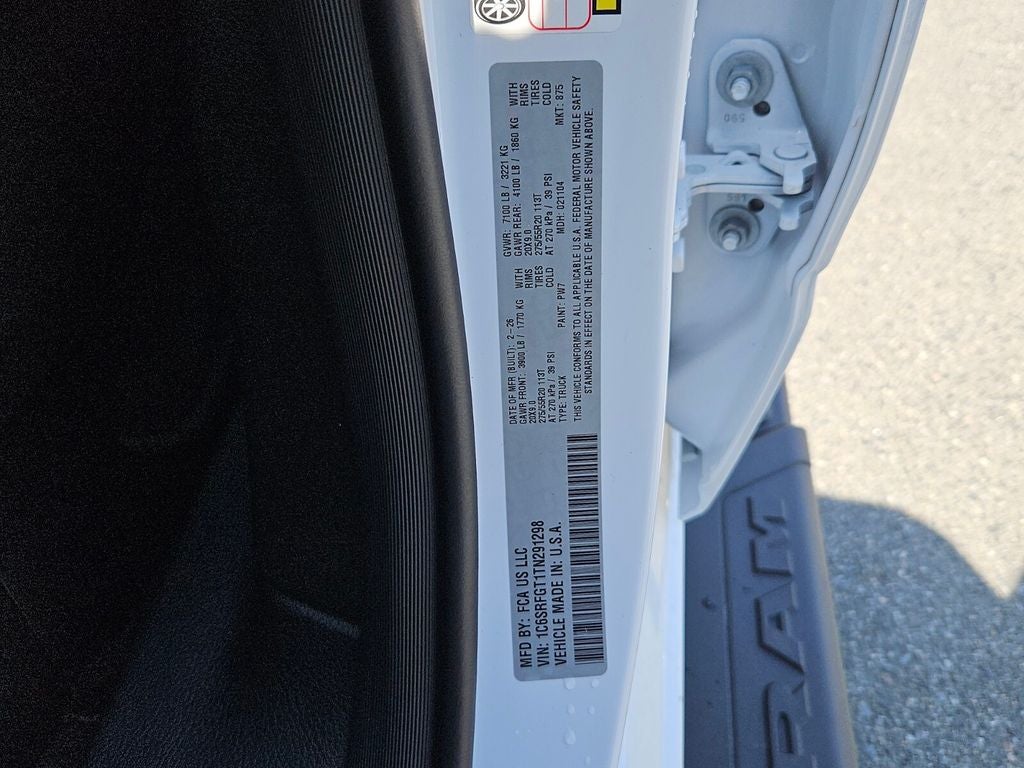 MFD BY: FCA US LLC
VIN: 1C6SRFGT1TN291298
VEHICLE MADE IN: U.S.A.
DATE OF MFR (BUILT): 2-26
GVWR: 7100 LB / 3221 KG
GAWR FRONT: 3900 LB / 1770 KG WITH
GAWR REAR: 4100 LB / 1860 KG WITH
20X9.0 RIMS
20X9.0 RIMS
275/55R20 113T TIRES
275/55R20 113T TIRES
AT 270 kPa / 39 PSI COLD
AT 270 kPa / 39 PSI COLD
TYPE: TRUCK PAINT: PW7 MDH: 021104 MKT: 875
THIS VEHICLE CONFORMS TO ALL APPLICABLE U.S.A. FEDERAL MOTOR VEHICLE SAFETY
STANDARDS IN EFFECT ON THE DATE OF MANUFACTURE SHOWN ABOVE.
590
RAM